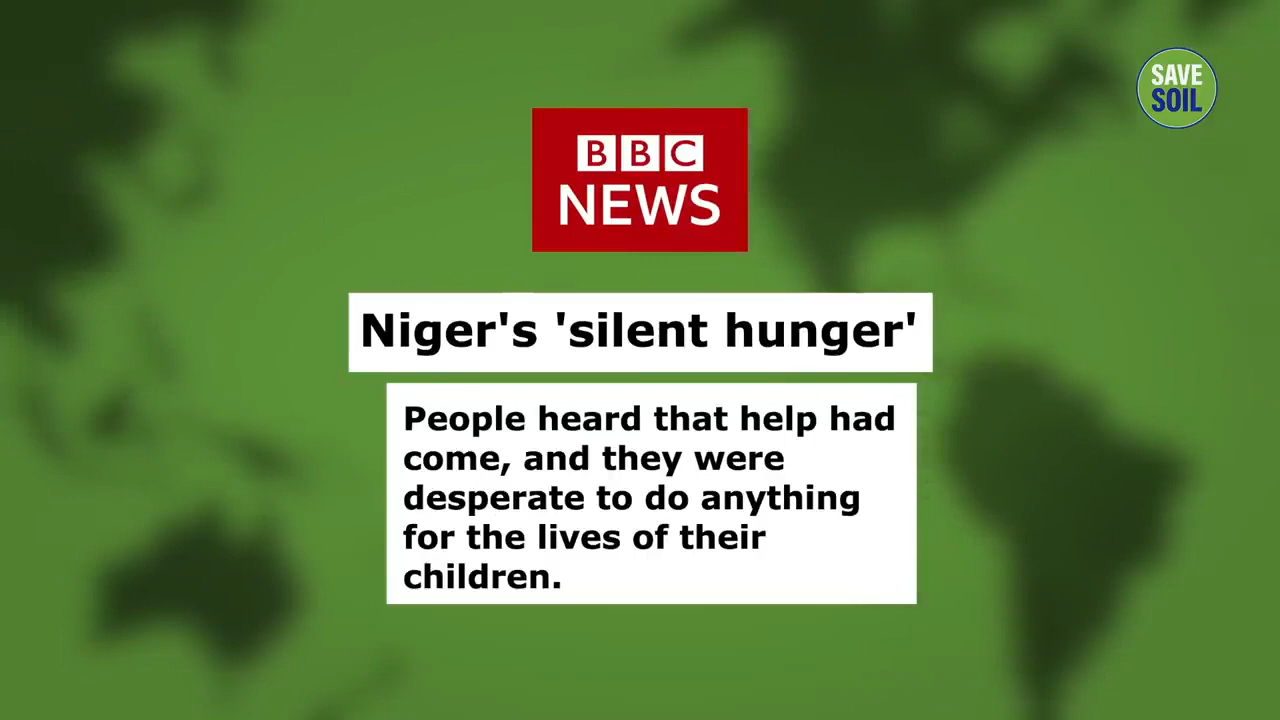 SAVE
SOIL
BBC
NEWS
Niger's 'silent hunger'
People heard that help had
come, and they were
desperate to do anything
for the lives of their
children.